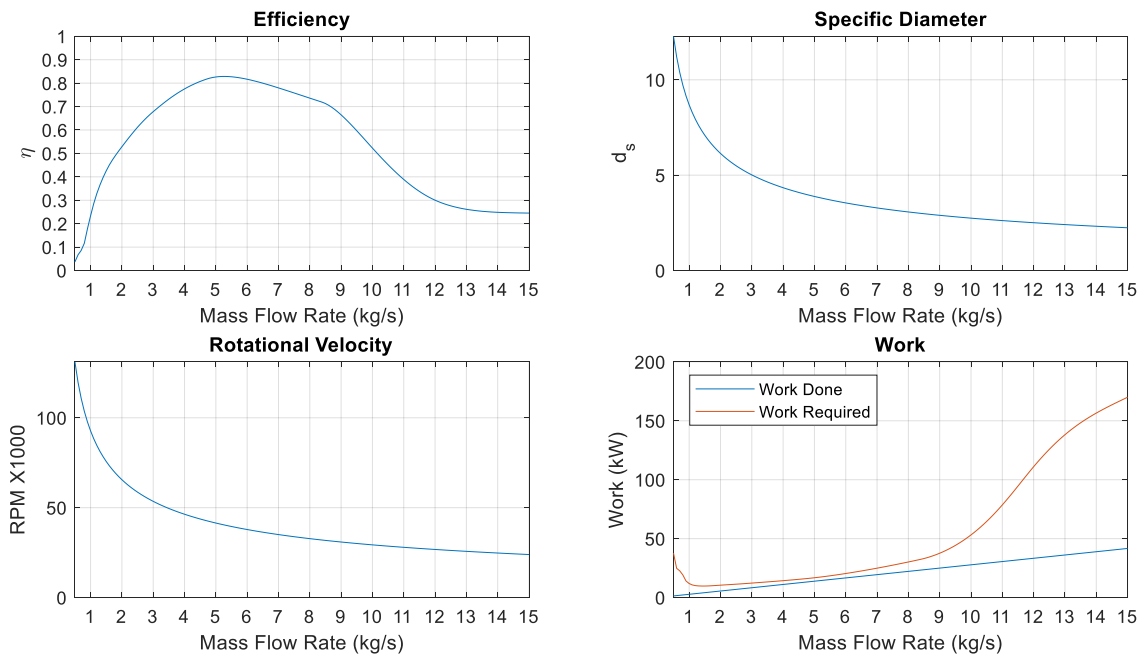 Efficiency
1
0.9
0.8
0.7
0.6
0.5
0.4
0.3
0.2
0.1
0
η
1 2 3 4 5 6 7 8 9 10 11 12 13 14 15
Mass Flow Rate (kg/s)
Specific Diameter
10
5
0
d_s
1 2 3 4 5 6 7 8 9 10 11 12 13 14 15
Mass Flow Rate (kg/s)
Rotational Velocity
100
50
0
RPM X1000
1 2 3 4 5 6 7 8 9 10 11 12 13 14 15
Mass Flow Rate (kg/s)
Work
200
150
100
50
0
Work (kW)
Work Done
Work Required
1 2 3 4 5 6 7 8 9 10 11 12 13 14 15
Mass Flow Rate (kg/s)